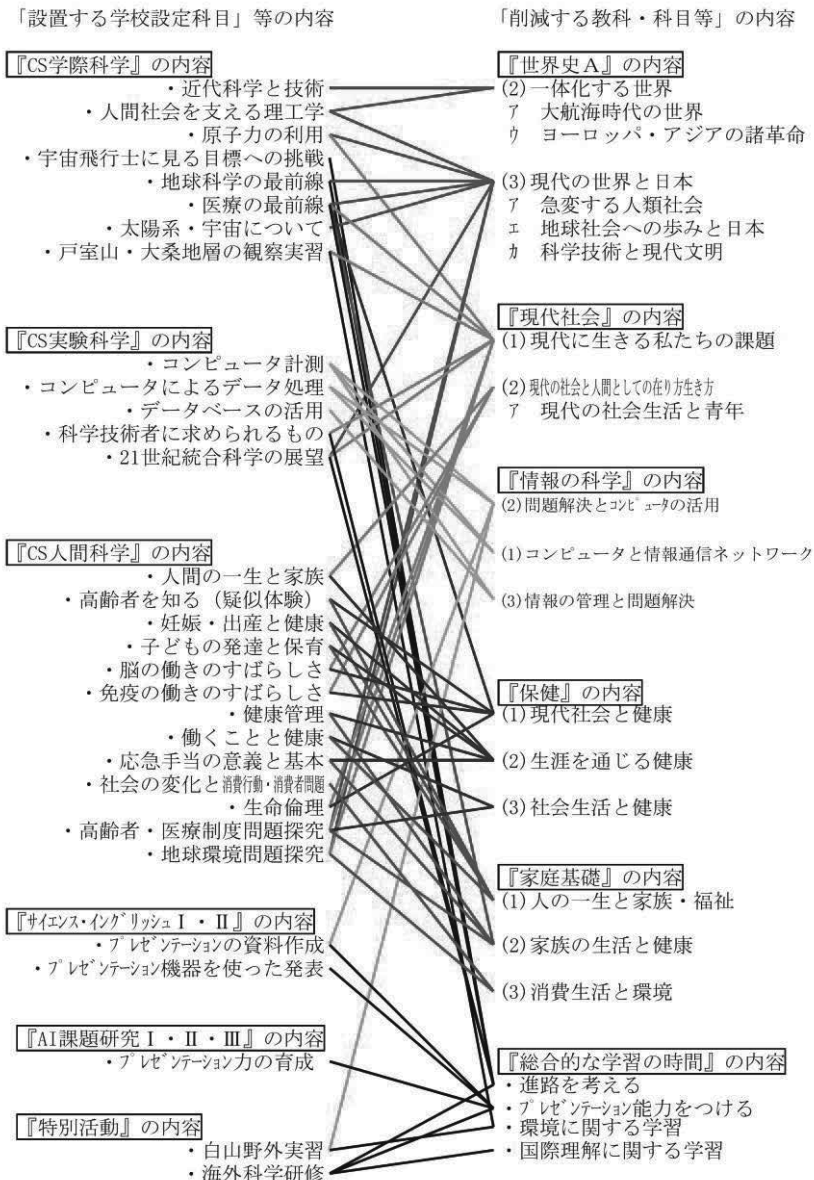 「設置する学校設定科目」等の内容
『CS学際科学』の内容
・近代科学と技術
・人間社会を支える理工学
・原子力の利用
・宇宙飛行士に見る目標への挑戦
・地球科学の最前線
・医療の最前線
・太陽系・宇宙について
・戸室山・大桑地層の観察実習
『CS実験科学』の内容
・コンピュータ計測
・コンピュータによるデータ処理
・データベースの活用
・科学技術者に求められるもの
・21世紀統合科学の展望
『CS人間科学』の内容
・人間の一生と家族
・高齢者を知る（疑似体験）
・妊娠・出産と健康
・子どもの発達と保育
・脳の働きのすばらしさ
・免疫の働きのすばらしさ
・健康管理
・働くことと健康
・応急手当の意義と基本
・社会の変化と消費行動・消費者問題
・生命倫理
・高齢者・医療制度問題探究
・地球環境問題探究
『サイエンス・イングリッシュⅠ・Ⅱ』の内容
・プレゼンテーションの資料作成
・プレゼンテーション機器を使った発表
『AI課題研究Ⅰ・Ⅱ・Ⅲ』の内容
・プレゼンテーション力の育成
『特別活動』の内容
・白山野外実習
・海外科学研修
「削減する教科・科目等」の内容
『世界史A』の内容
(2)一体化する世界
ア　大航海時代の世界
ウ　ヨーロッパ・アジアの諸革命
(3)現代の世界と日本
ア　急変する人類社会
エ　地球社会への歩みと日本
カ　科学技術と現代文明
『現代社会』の内容
(1)現代に生きる私たちの課題
(2)現代の社会と人間としての在り方生き方
ア　現代の社会生活と青年
『情報の科学』の内容
(2)問題解決とコンピュータの活用
(1)コンピュータと情報通信ネットワーク
(3)情報の管理と問題解決
『保健』の内容
(1)現代社会と健康
(2)生涯を通じる健康
(3)社会生活と健康
『家庭基礎』の内容
(1)人の一生と家族・福祉
(2)家族の生活と健康
(3)消費生活と環境
『総合的な学習の時間』の内容
・進路を考える
・プレゼンテーション能力をつける
・環境に関する学習
・国際理解に関する学習